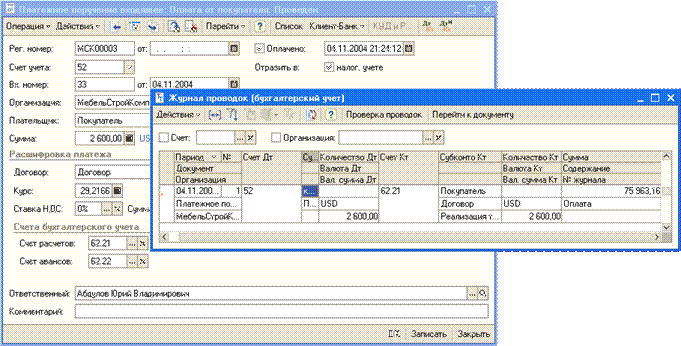 Платежное поручение входящее: Оплата от покупателя. Проведен
Операция Действия Перейти ? Список Клиент-Банк КУД и Р... Дт Кт ДтН Кт
Рег. номер: МСК00003 от: . . : : Оплачено: 04.11.2004 21:24:12
Счет учета: 52 Отразить в: налог. учете
Вх. номер: 33 от: 04.11.2004
Организация: МебельСтройКомп
Плательщик: Покупатель
Сумма: 2 600,00 US
Расшифровка платежа
Договор: Договор
Курс: 29,2166
Ставка НДС: 0% Сумм
Счета бухгалтерского учета
Счет расчетов: 62.21
Счет авансов: 62.22
Ответственный: Абдулов Юрий Владимирович
Комментарий:
Записать Закрыть
Журнал проводок (бухгалтерский учет)
Действия ? Проверка проводок Перейти к документу
Счет: Организация:
Период № Счет Дт Су... Количество Дт Счет Кт Субконто Кт Количество Кт Сумма
Документ Валюта Дт Валюта Кт Содержание
Организация Вал. сумма Дт Вал. сумма Кт № журнала
04.11.200... 1 52 К... 62.21 Покупатель 75 963,16
Платежное по... П... USD Договор USD Оплата
МебельСтройК... 2 600,00 Реализация т... 2 600,00